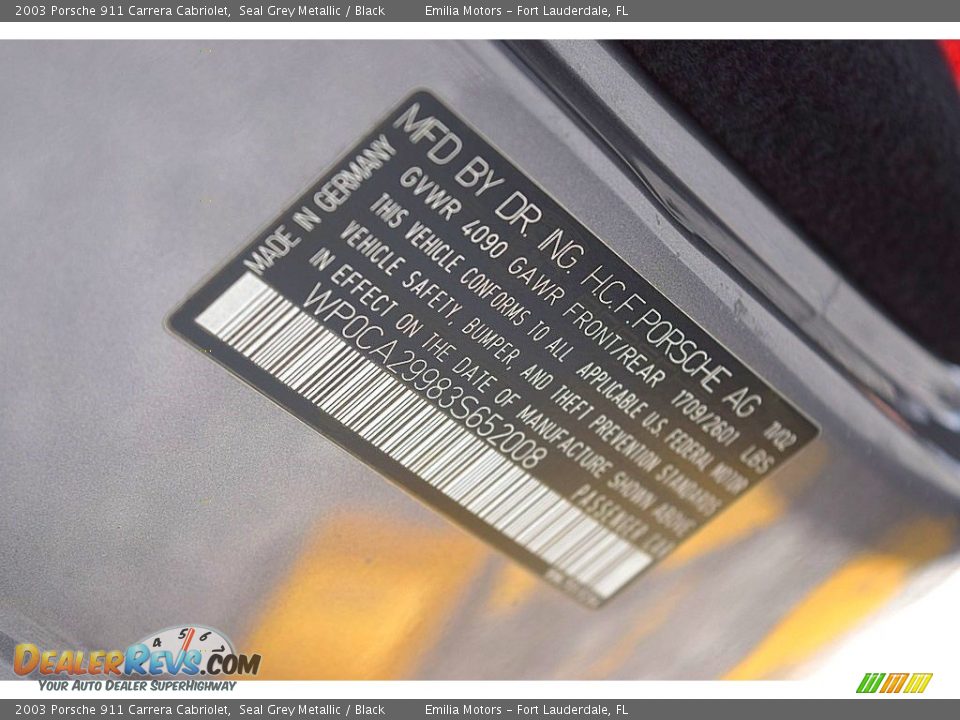 2003 Porsche 911 Carrera Cabriolet,  Seal Grey Metallic / Black          Emilia Motors - Fort Lauderdale, FL
MFD BY DR. ING. H.C.F. PORSCHE AG 11/02
GVWR 4090 GAWR FRONT/REAR 1709/2601 LBS
THIS VEHICLE CONFORMS TO ALL APPLICABLE U.S. FEDERAL MOTOR
VEHICLE SAFETY, BUMPER, AND THEFT PREVENTION STANDARDS
IN EFFECT ON THE DATE OF MANUFACTURE SHOWN ABOVE
WP0CA29983S652008 PASSENGER CAR
MADE IN GERMANY
4 5 6
DEALERREVS.COM
YOUR AUTO DEALER SUPERHIGHWAY
2003 Porsche 911 Carrera Cabriolet,  Seal Grey Metallic / Black          Emilia Motors - Fort Lauderdale, FL